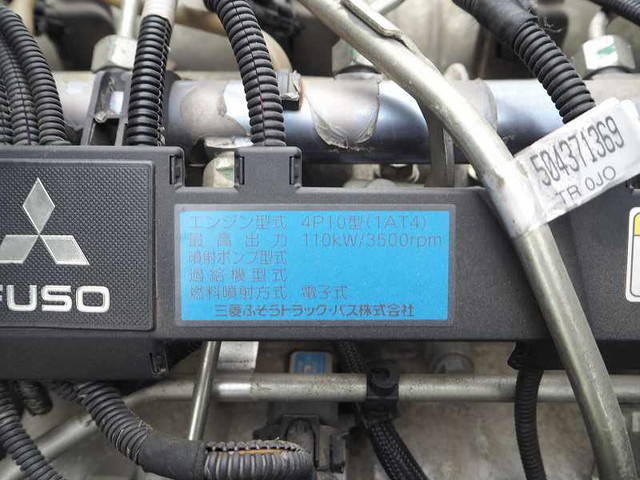 FUSO
エンジン型式 4P10型(1AT4)
最高出力 110kW/3500rpm
噴射ポンプ型式
過給機型式
燃料噴射方式 電子式
三菱ふそうトラック・バス株式会社
504371369
TR 0J0